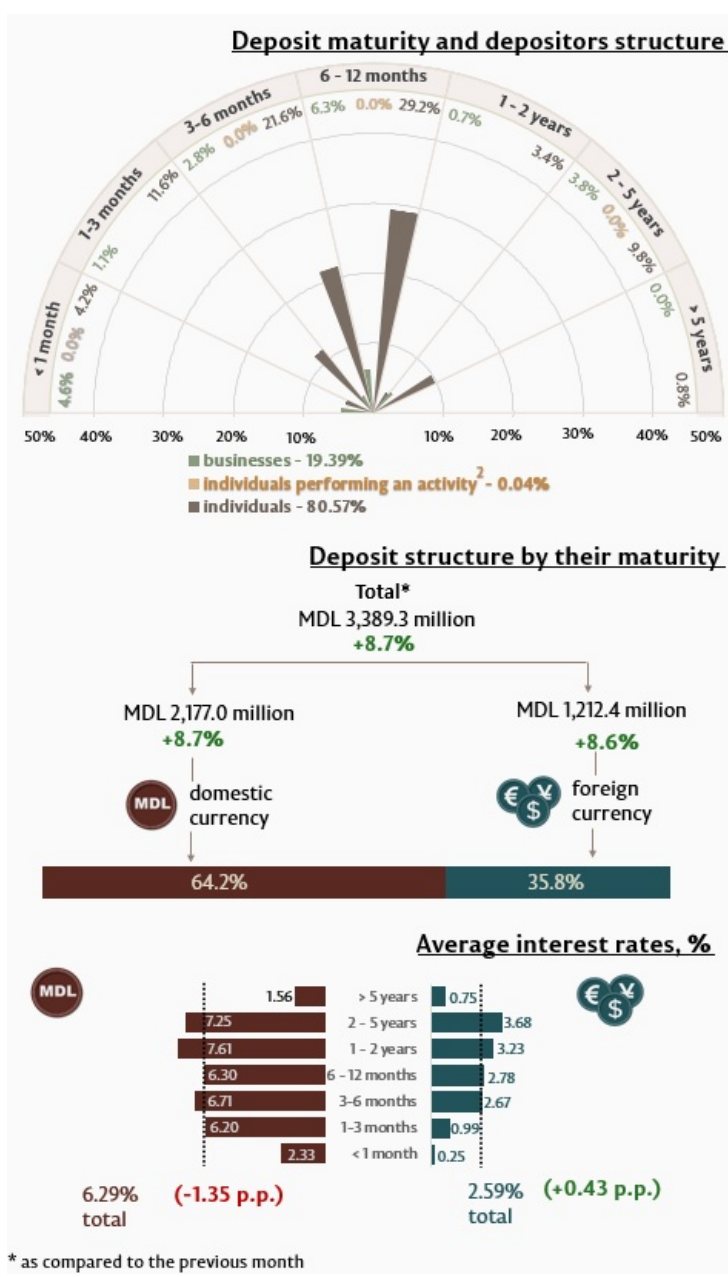 Deposit maturity and depositors structure
< 1 month
1-3 months
3-6 months
6 - 12 months
1 - 2 years
2 - 5 years
> 5 years
4.6% 0.0% 4.2%
1.1% 11.6%
2.8% 0.0% 21.6%
6.3% 0.0% 29.2%
0.7% 3.4%
3.8% 0.0% 9.8%
0.0% 0.8%
50% 40% 30% 20% 10% 10% 20% 30% 40% 50%
businesses - 19.39%
individuals performing an activity2 - 0.04%
individuals - 80.57%
Deposit structure by their maturity
Total*
MDL 3,389.3 million
+8.7%
MDL 2,177.0 million
+8.7%
MDL 1,212.4 million
+8.6%
MDL
domestic
currency
€ ¥ $
foreign
currency
64.2% 35.8%
Average interest rates, %
MDL
€ ¥ $
1.56 > 5 years 0.75
7.25 2 - 5 years 3.68
7.61 1 - 2 years 3.23
6.30 6 - 12 months 2.78
6.71 3-6 months 2.67
6.20 1-3 months 0.99
2.33 < 1 month 0.25
6.29% (-1.35 p.p.)
total
2.59% (+0.43 p.p.)
total
* as compared to the previous month